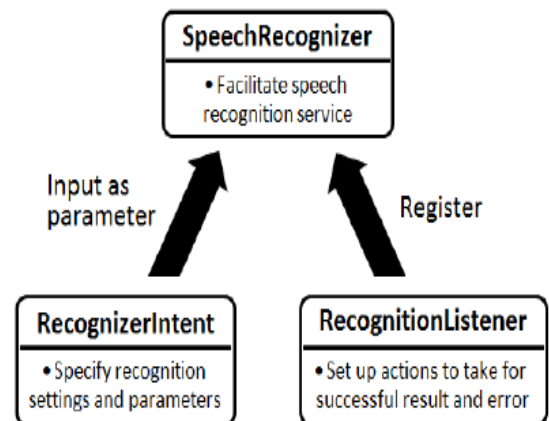 SpeechRecognizer
•Facilitate speech
recognition service
Input as
parameter
Register
RecognizerIntent
•Specify recognition
settings and parameters
RecognitionListener
•Set up actions to take for
successful result and error